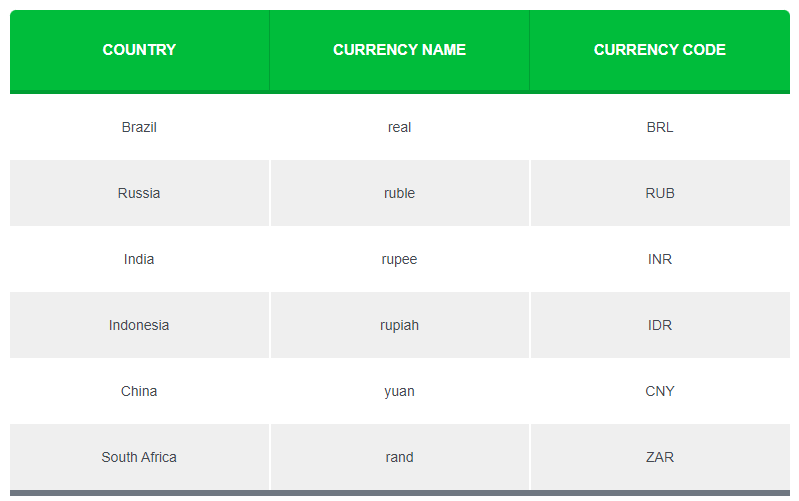 COUNTRY CURRENCY NAME CURRENCY CODE
Brazil real BRL
Russia ruble RUB
India rupee INR
Indonesia rupiah IDR
China yuan CNY
South Africa rand ZAR